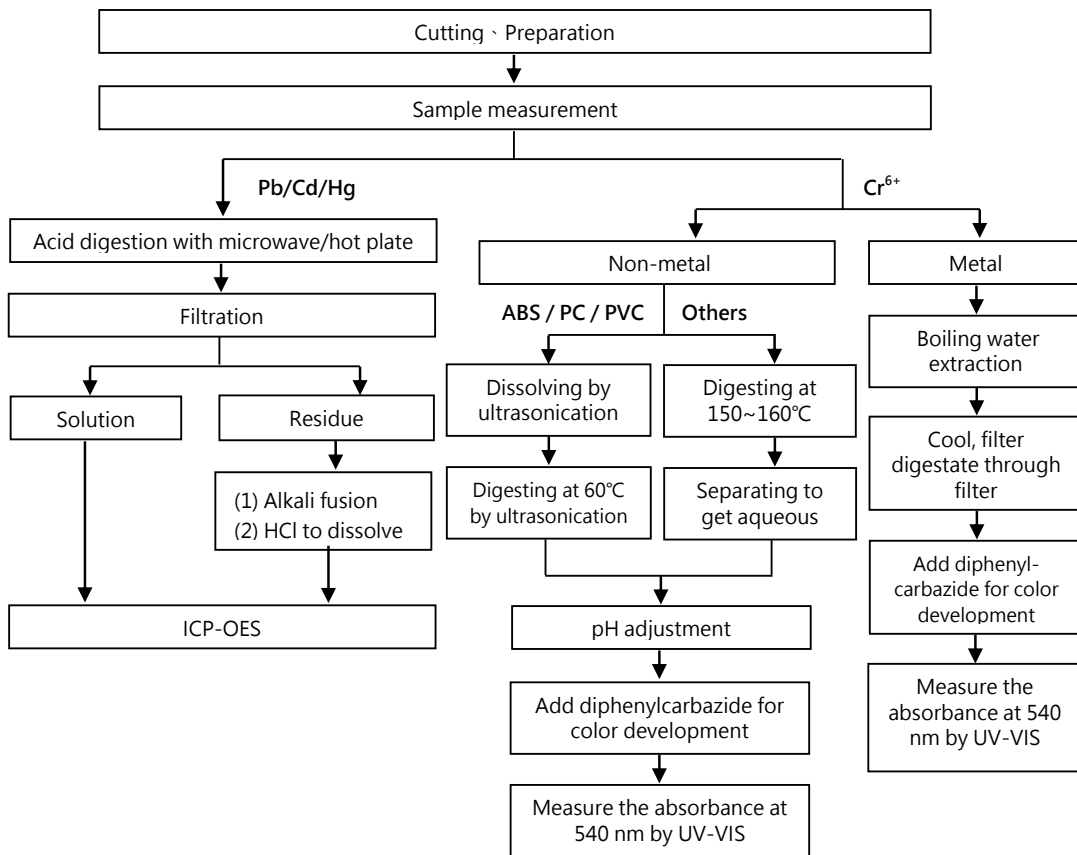 Cutting、Preparation
Sample measurement
Pb/Cd/Hg
Cr⁶⁺
Acid digestion with microwave/hot plate
Non-metal
Metal
Filtration
ABS / PC / PVC
Others
Boiling water
extraction
Solution
Residue
Dissolving by
ultrasonication
Digesting at
150~160℃
Cool, filter
digestate through
filter
(1) Alkali fusion
(2) HCl to dissolve
Digesting at 60℃
by ultrasonication
Separating to
get aqueous
Add diphenyl-
carbazide for color
development
ICP-OES
pH adjustment
Measure the
absorbance at 540
nm by UV-VIS
Add diphenylcarbazide for
color development
Measure the absorbance at
540 nm by UV-VIS